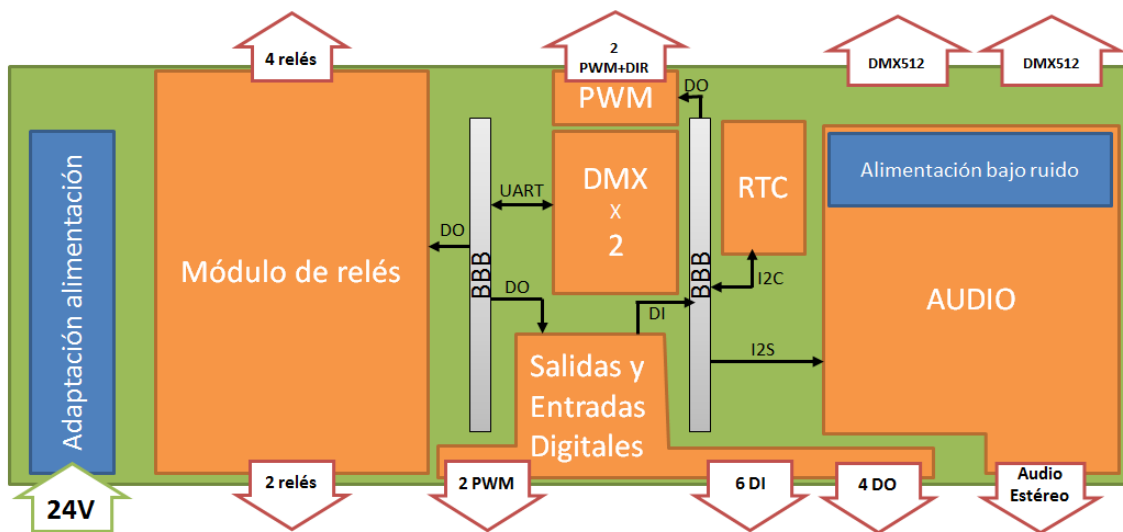 4 relés
2
PWM+DIR
DMX512
DMX512
Adaptación alimentación
Módulo de relés
BBB
UART
DO
DO
PWM
DO
DMX
X
2
BBB
RTC
I2C
DI
I2S
Alimentación bajo ruido
AUDIO
Salidas y
Entradas
Digitales
24V
2 relés
2 PWM
6 DI
4 DO
Audio
Estéreo